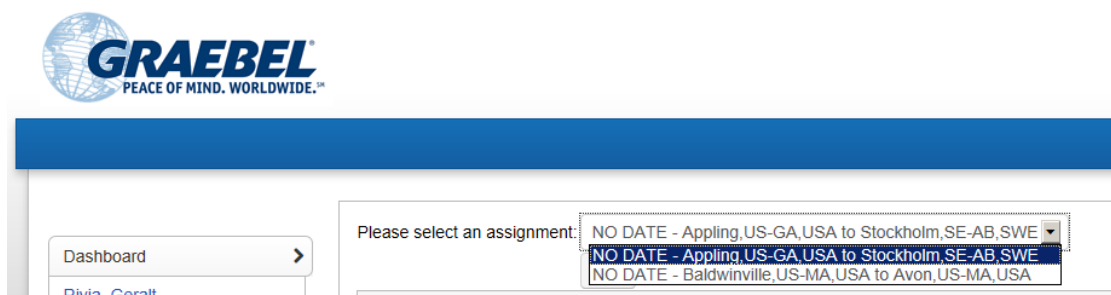 GRAEBEL
PEACE OF MIND. WORLDWIDE.SM
Please select an assignment: NO DATE - Appling,US-GA,USA to Stockholm,SE-AB,SWE
NO DATE - Appling,US-GA,USA to Stockholm,SE-AB,SWE
NO DATE - Baldwinville,US-MA,USA to Avon,US-MA,USA
Dashboard
Rivia, Geralt